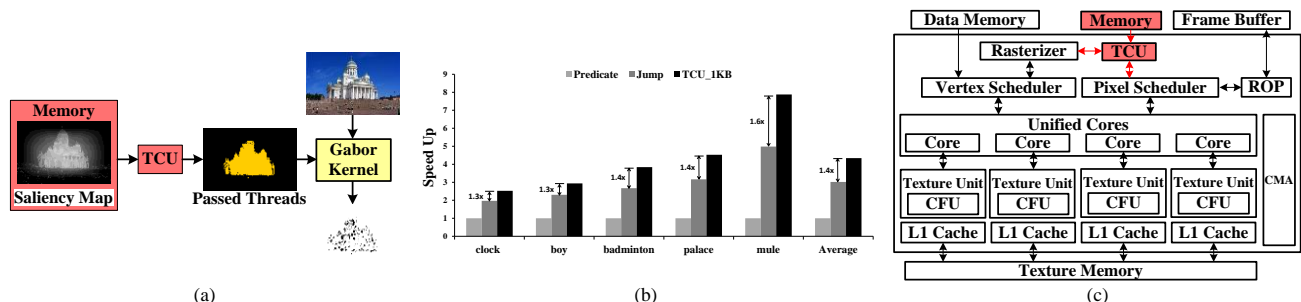 Memory
Saliency Map
TCU
Passed Threads
Gabor
Kernel
(a)
Predicate Jump TCU_1KB
Speed Up
9
8
7
6
5
4
3
2
1
0
1.3x
1.3x
1.4x
1.4x
1.6x
1.4x
clock boy badminton palace mule Average
(b)
Data Memory Memory Frame Buffer
Rasterizer TCU
Vertex Scheduler Pixel Scheduler ROP
Unified Cores
Core Core Core Core
Texture Unit Texture Unit Texture Unit Texture Unit
CFU CFU CFU CFU
CMA
L1 Cache L1 Cache L1 Cache L1 Cache
Texture Memory
(c)